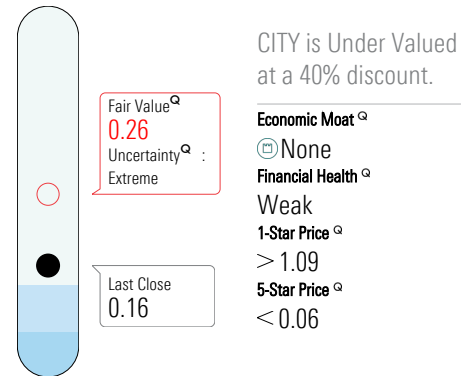 CITY is Under Valued
at a 40% discount.
Fair Value Q
0.26
Uncertainty Q :
Extreme
Last Close
0.16
Economic Moat Q
None
Financial Health Q
Weak
1-Star Price Q
>1.09
5-Star Price Q
<0.06